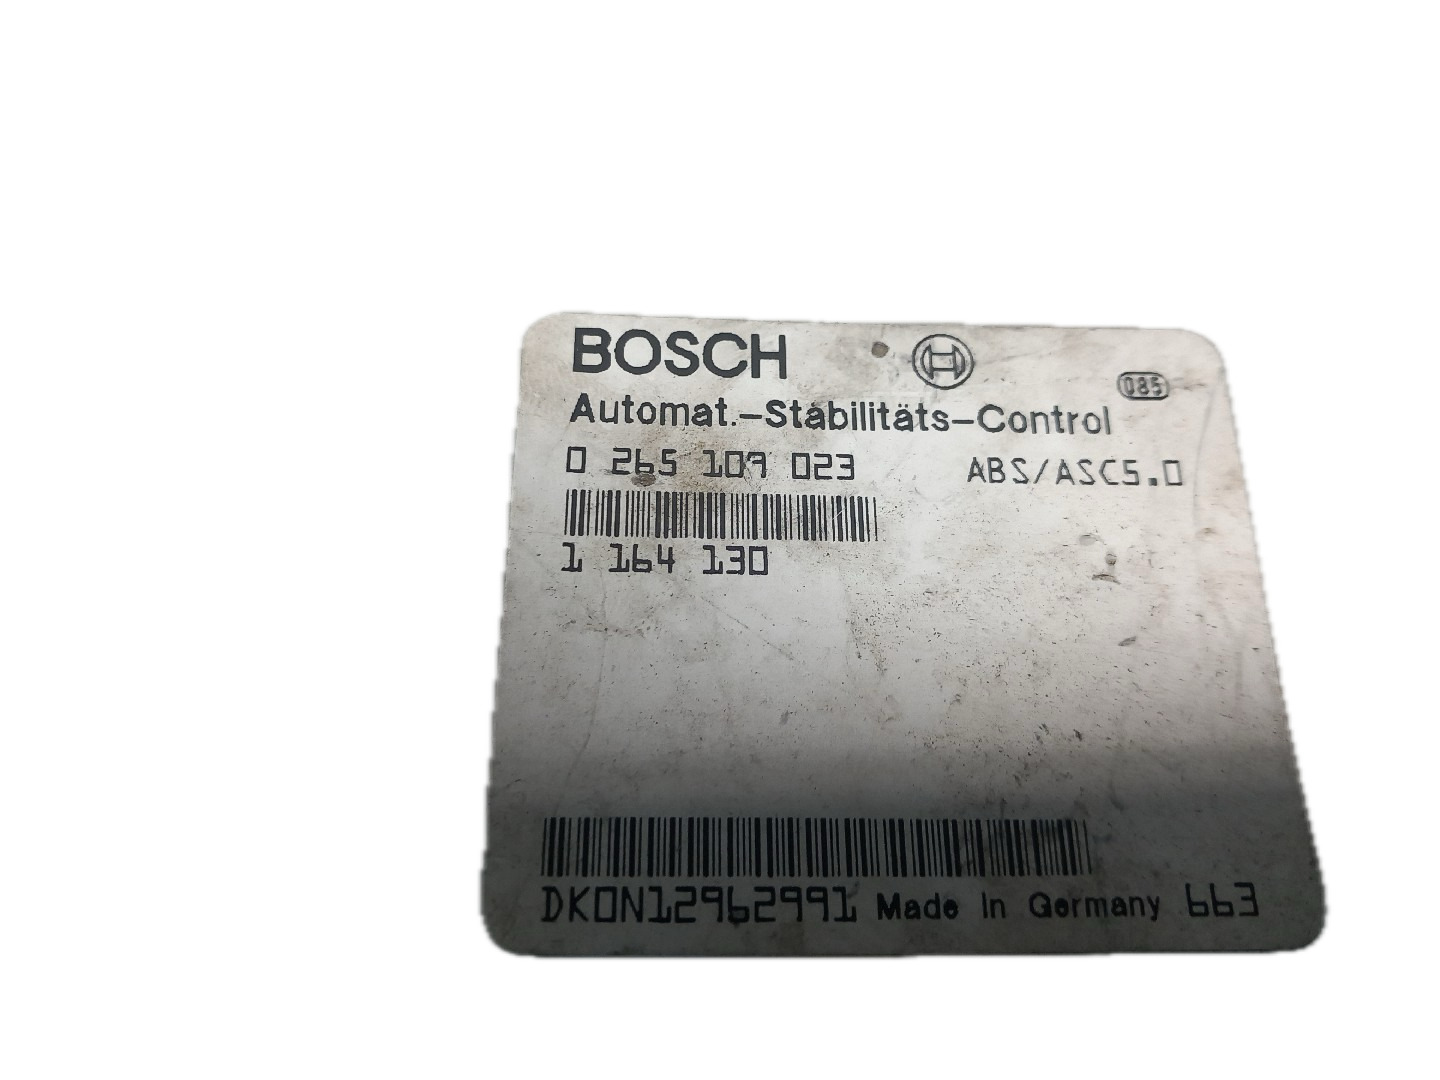 BOSCH
085
Automat.-Stabilitäts-Control
0 265 109 023 ABS/ASC5.0
1 164 130
DK0N12962991 Made In Germany 663